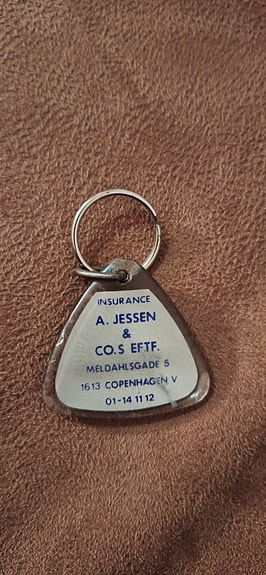 INSURANCE
A. JESSEN
&
CO.S EFTF.
MELDAHLSGADE 5
1613 COPENHAGEN V
01-14 11 12